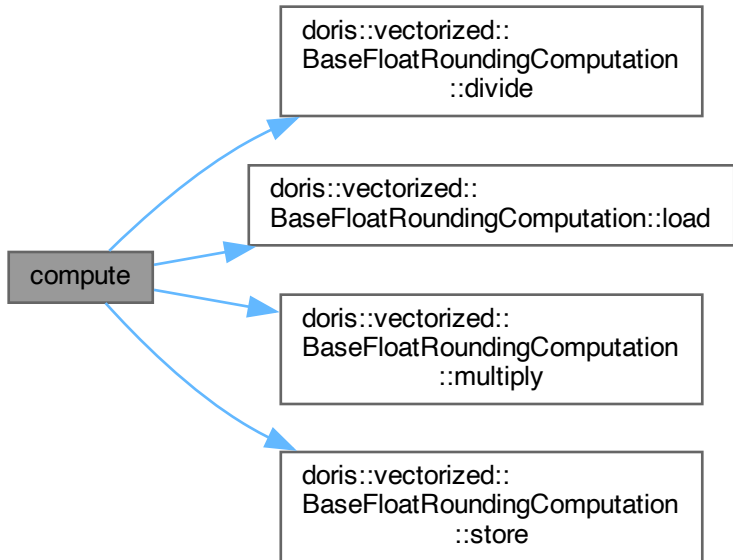 compute
doris::vectorized::
BaseFloatRoundingComputation
::divide
doris::vectorized::
BaseFloatRoundingComputation::load
doris::vectorized::
BaseFloatRoundingComputation
::multiply
doris::vectorized::
BaseFloatRoundingComputation
::store